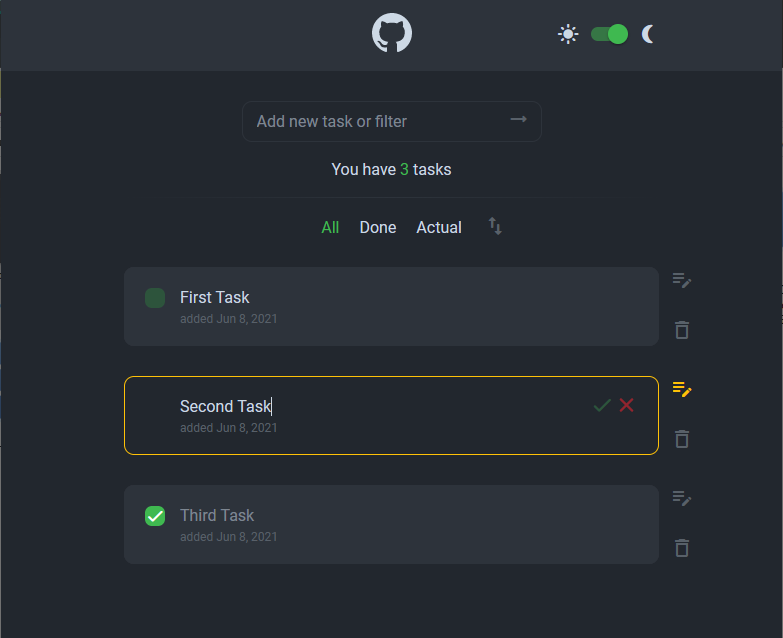 Add new task or filter
You have 3 tasks
All Done Actual
First Task
added Jun 8, 2021
Second Task
added Jun 8, 2021
Third Task
added Jun 8, 2021